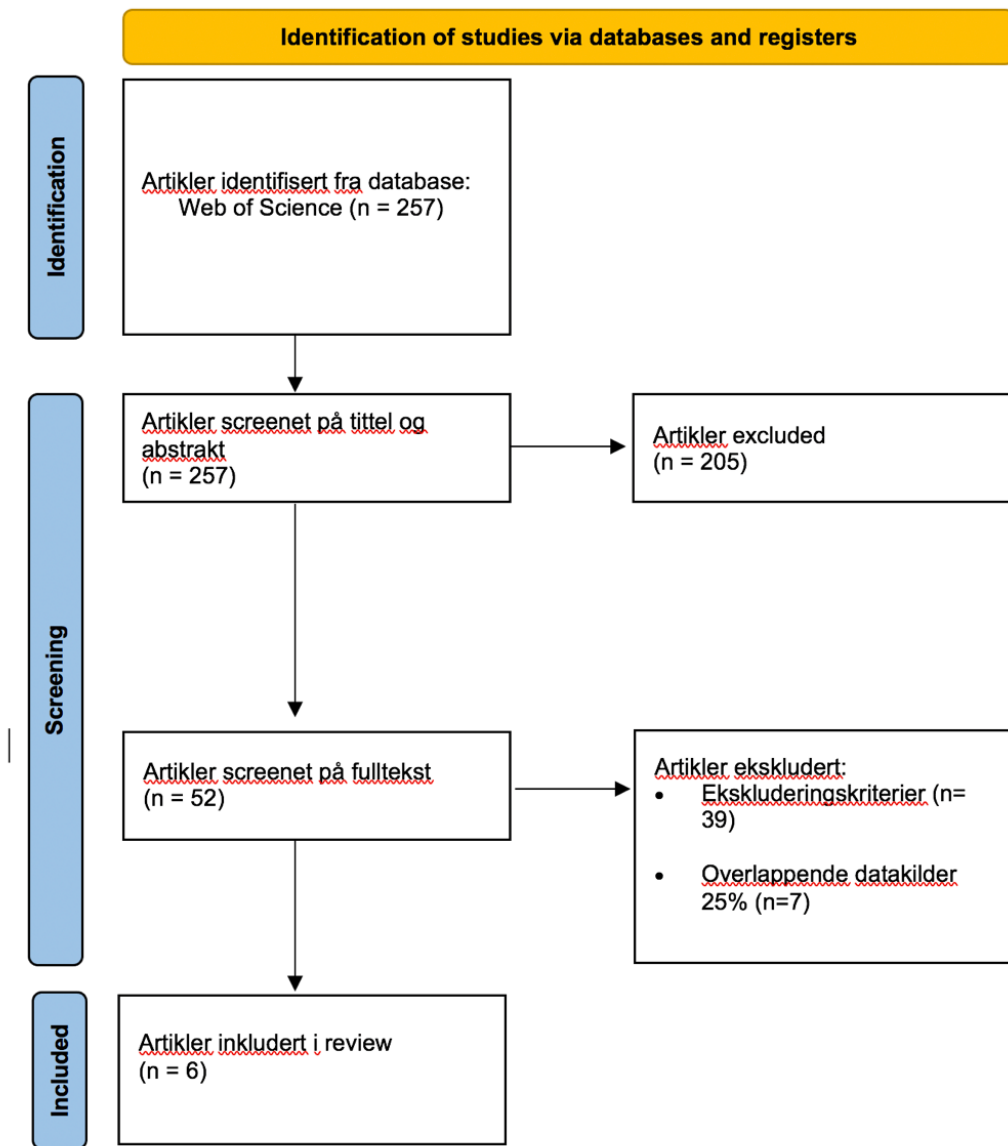 Identification of studies via databases and registers
Identification
Artikler identifisert fra database:
Web of Science (n = 257)
Screening
Artikler screenet på tittel og
abstrakt
(n = 257)
Artikler excluded
(n = 205)
Artikler screenet på fulltekst
(n = 52)
Artikler ekskludert:
• Ekskluderingskriterier (n=
39)
• Overlappende datakilder
25% (n=7)
Included
Artikler inkludert i review
(n = 6)